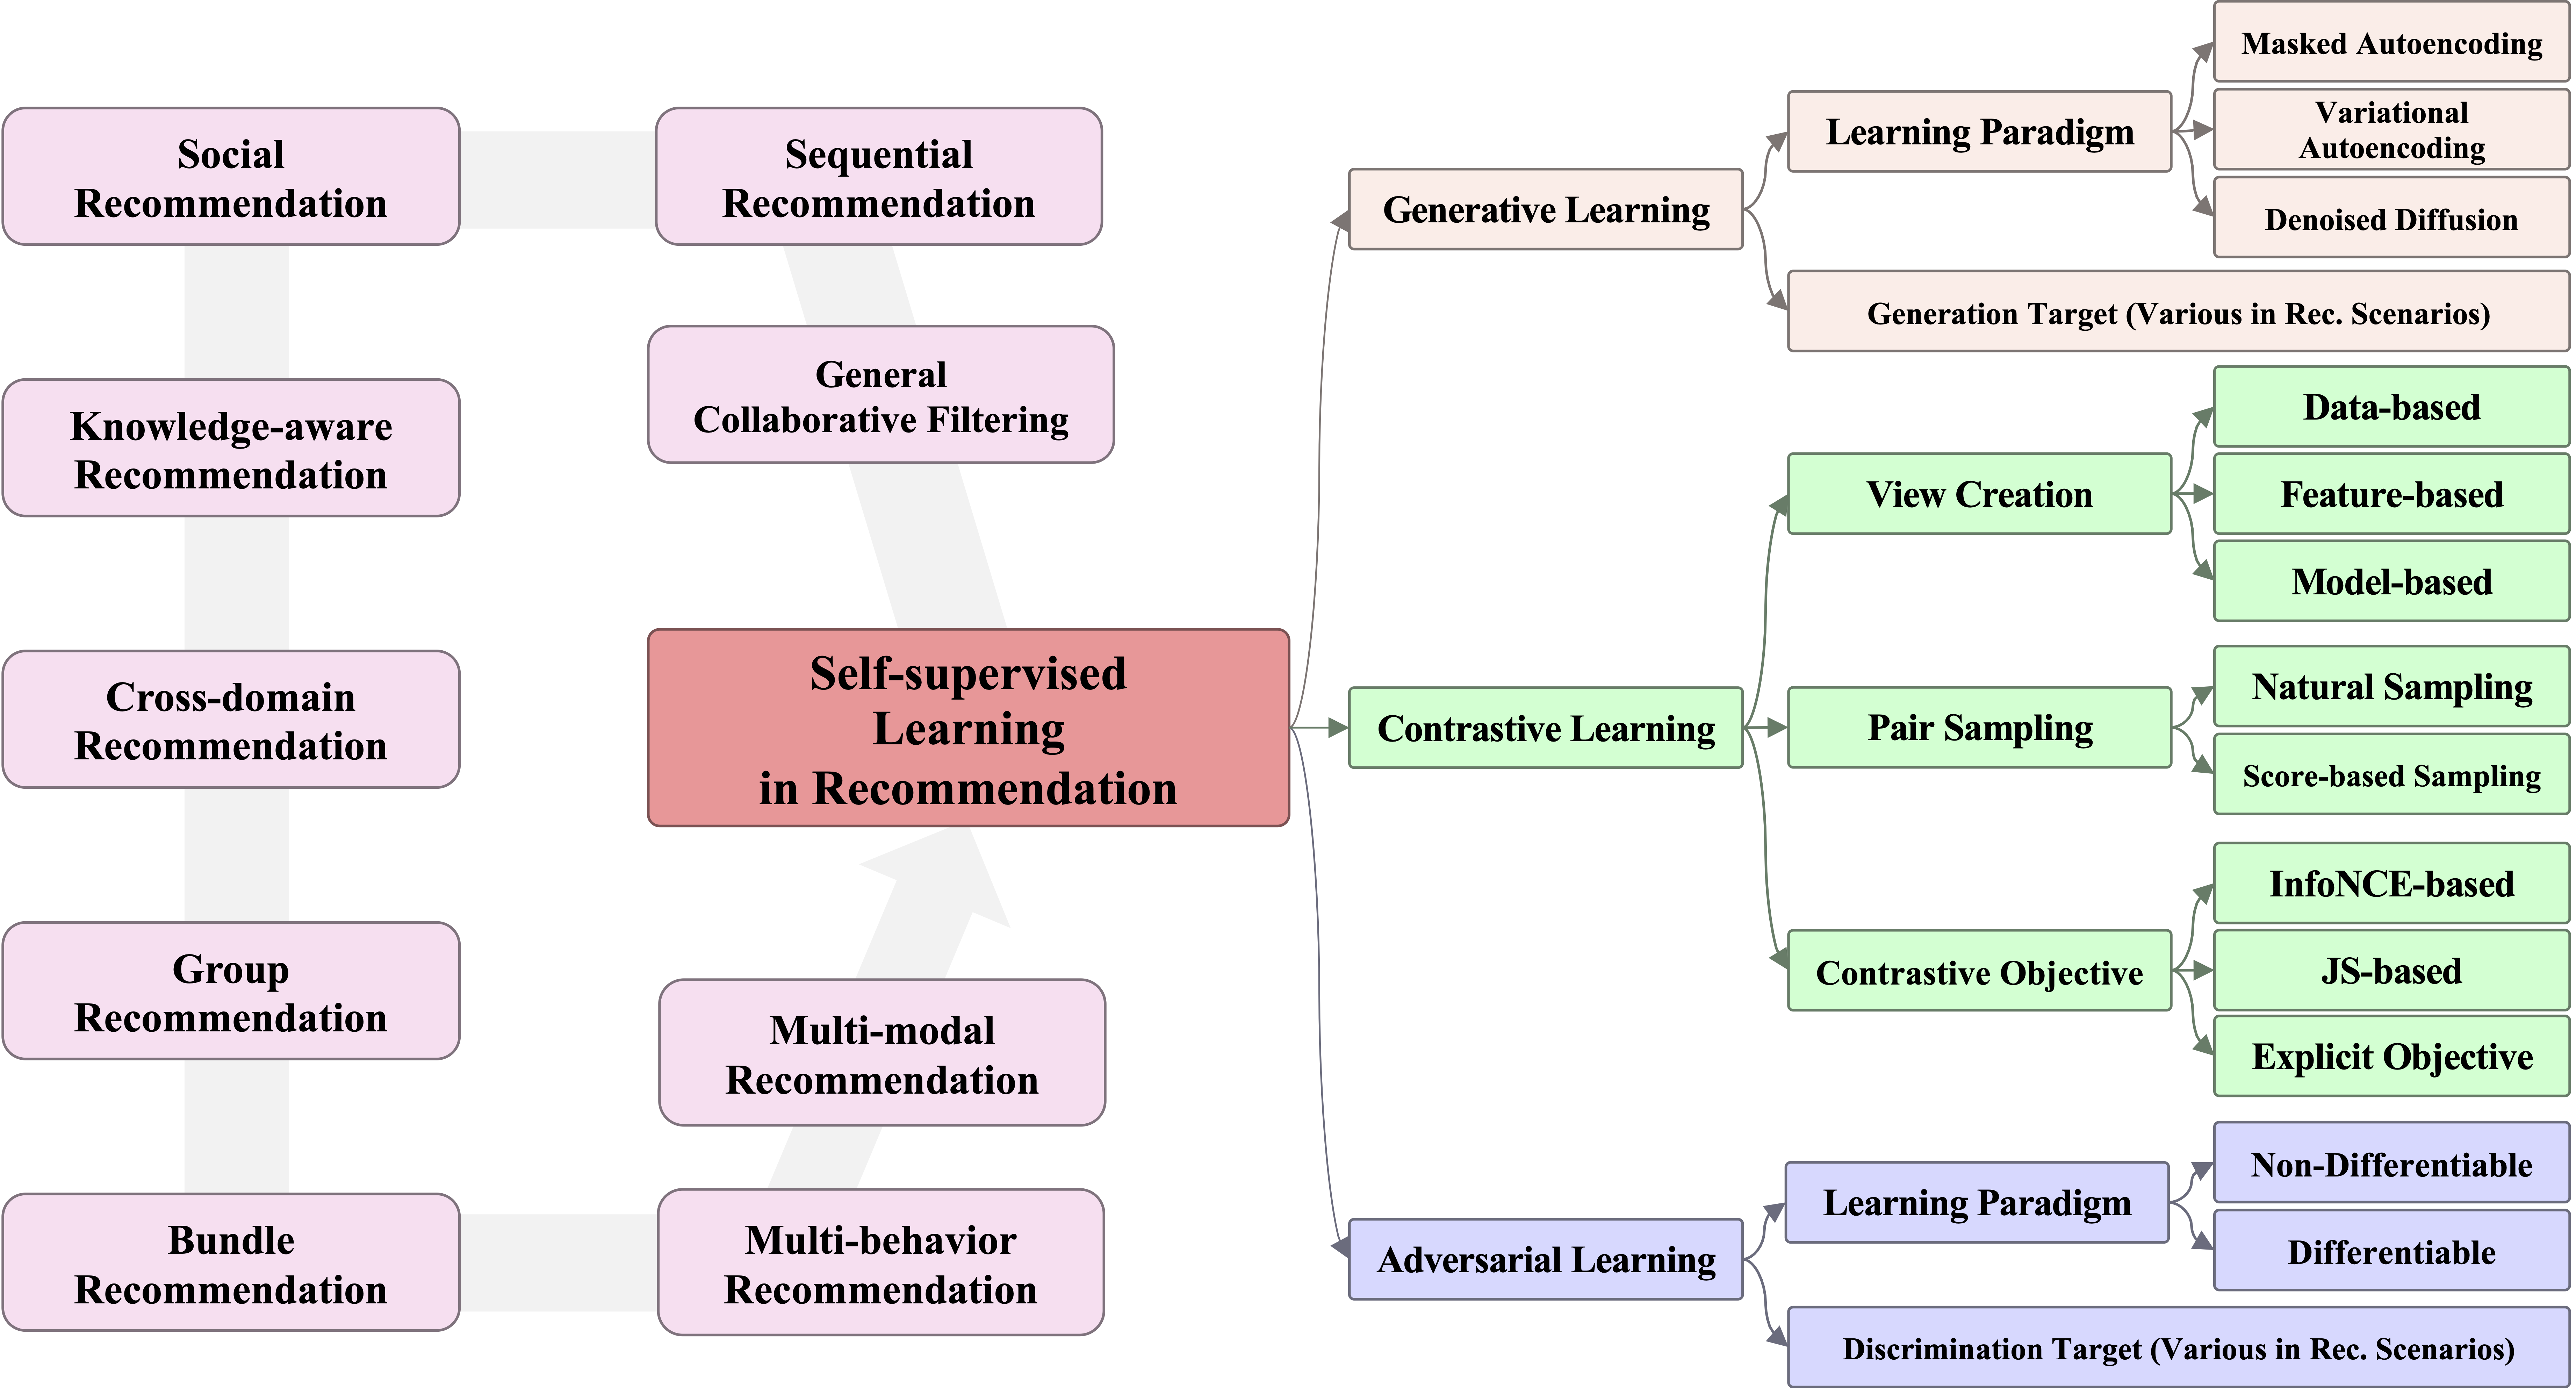 Social
Recommendation
Sequential
Recommendation
General
Collaborative Filtering
Knowledge-aware
Recommendation
Cross-domain
Recommendation
Group
Recommendation
Bundle
Recommendation
Multi-behavior
Recommendation
Multi-modal
Recommendation
Self-supervised
Learning
in Recommendation
Generative Learning
Learning Paradigm
Masked Autoencoding
Variational
Autoencoding
Denoised Diffusion
Generation Target (Various in Rec. Scenarios)
Contrastive Learning
View Creation
Data-based
Feature-based
Model-based
Pair Sampling
Natural Sampling
Score-based Sampling
Contrastive Objective
InfoNCE-based
JS-based
Explicit Objective
Adversarial Learning
Learning Paradigm
Non-Differentiable
Differentiable
Discrimination Target (Various in Rec. Scenarios)